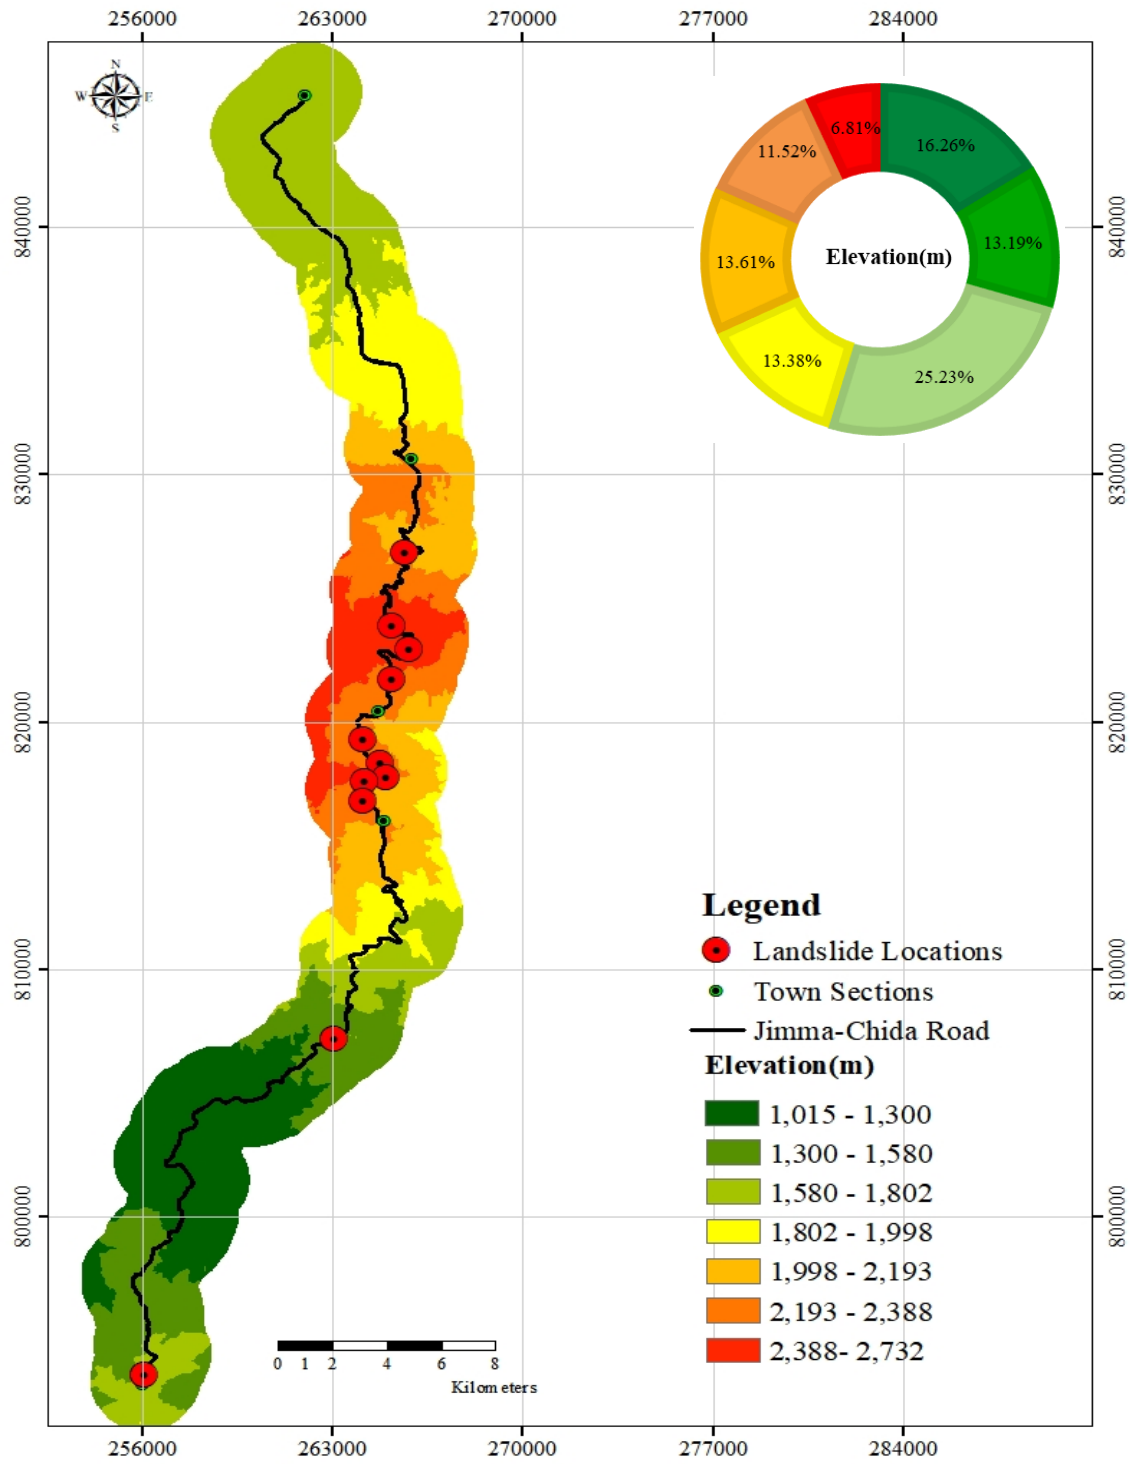 256000 263000 270000 277000 284000
N
W E
S
6.81% 16.26%
11.52%
13.19%
Elevation(m)
13.61%
13.38%
25.23%
840000 840000
830000 830000
820000 820000
810000 810000
800000 800000
Legend
Landslide Locations
Town Sections
Jimma-Chida Road
Elevation(m)
1,015 - 1,300
1,300 - 1,580
1,580 - 1,802
1,802 - 1,998
1,998 - 2,193
2,193 - 2,388
2,388- 2,732
0 1 2 4 6 8
Kilometers
256000 263000 270000 277000 284000